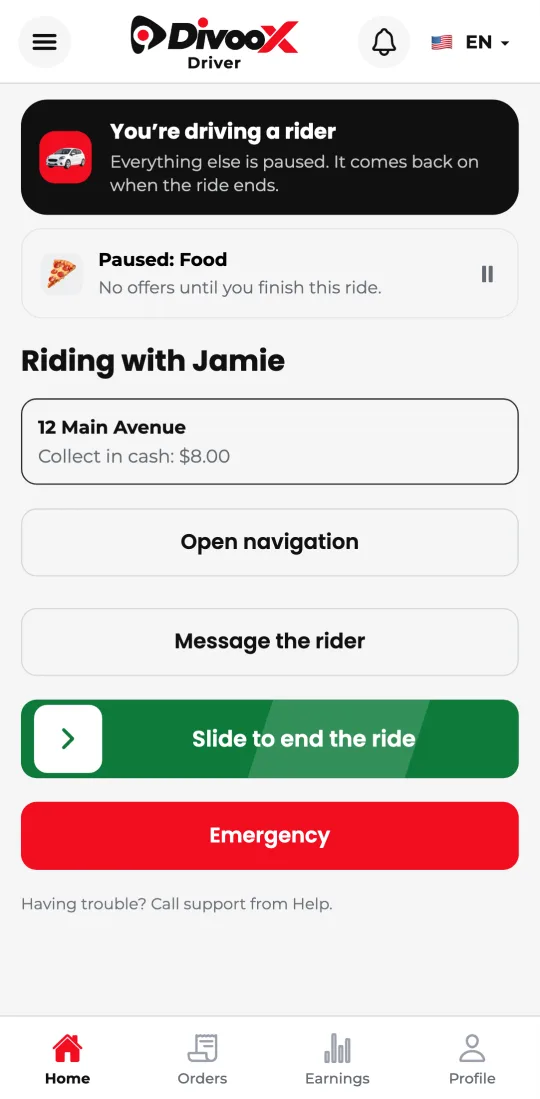 DivooX
Driver
EN
You’re driving a rider
Everything else is paused. It comes back on
when the ride ends.
Paused: Food
No offers until you finish this ride.
Riding with Jamie
12 Main Avenue
Collect in cash: $8.00
Open navigation
Message the rider
Slide to end the ride
Emergency
Having trouble? Call support from Help.
Home
Orders
Earnings
Profile